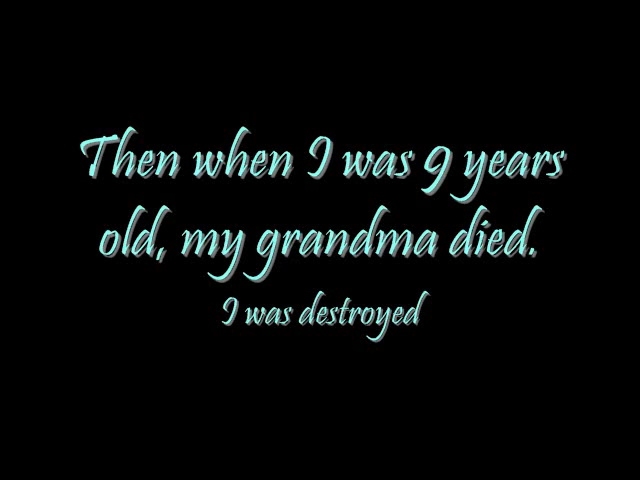 Then when I was 9 years
old, my grandma died.
I was destroyed